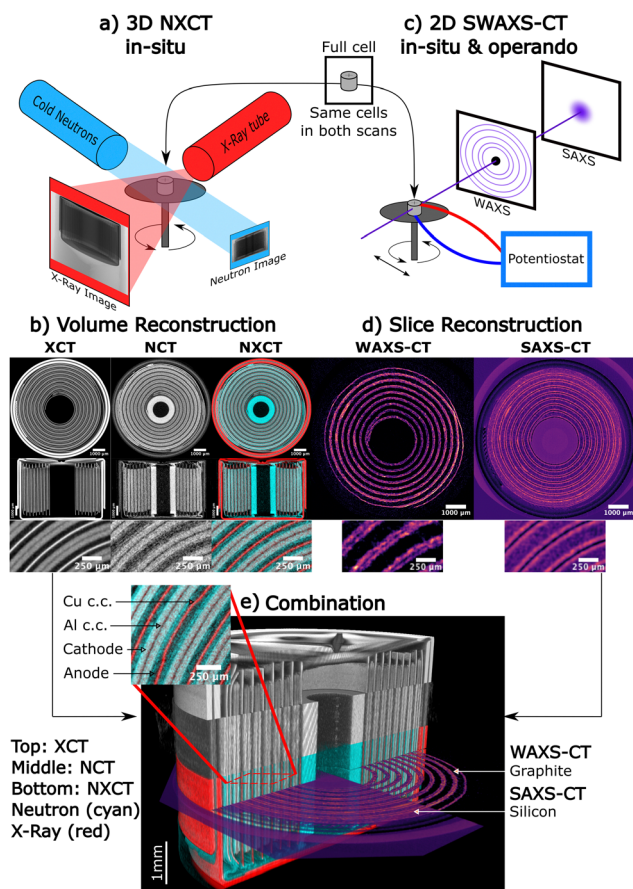 a) 3D NXCT
in-situ
Full cell
Same cells
in both scans
c) 2D SWAXS-CT
in-situ & operando
Cold Neutrons
X-Ray tube
X-Ray Image
Neutron Image
SAXS
WAXS
Potentiostat
b) Volume Reconstruction
XCT
NCT
NXCT
d) Slice Reconstruction
WAXS-CT
SAXS-CT
1000 µm
1000 µm
1000 µm
1000 µm
1000 µm
250 µm
250 µm
250 µm
250 µm
250 µm
Cu c.c.
Al c.c.
Cathode
Anode
250 µm
e) Combination
Top: XCT
Middle: NCT
Bottom: NXCT
Neutron (cyan)
X-Ray (red)
WAXS-CT
Graphite
SAXS-CT
Silicon
1mm